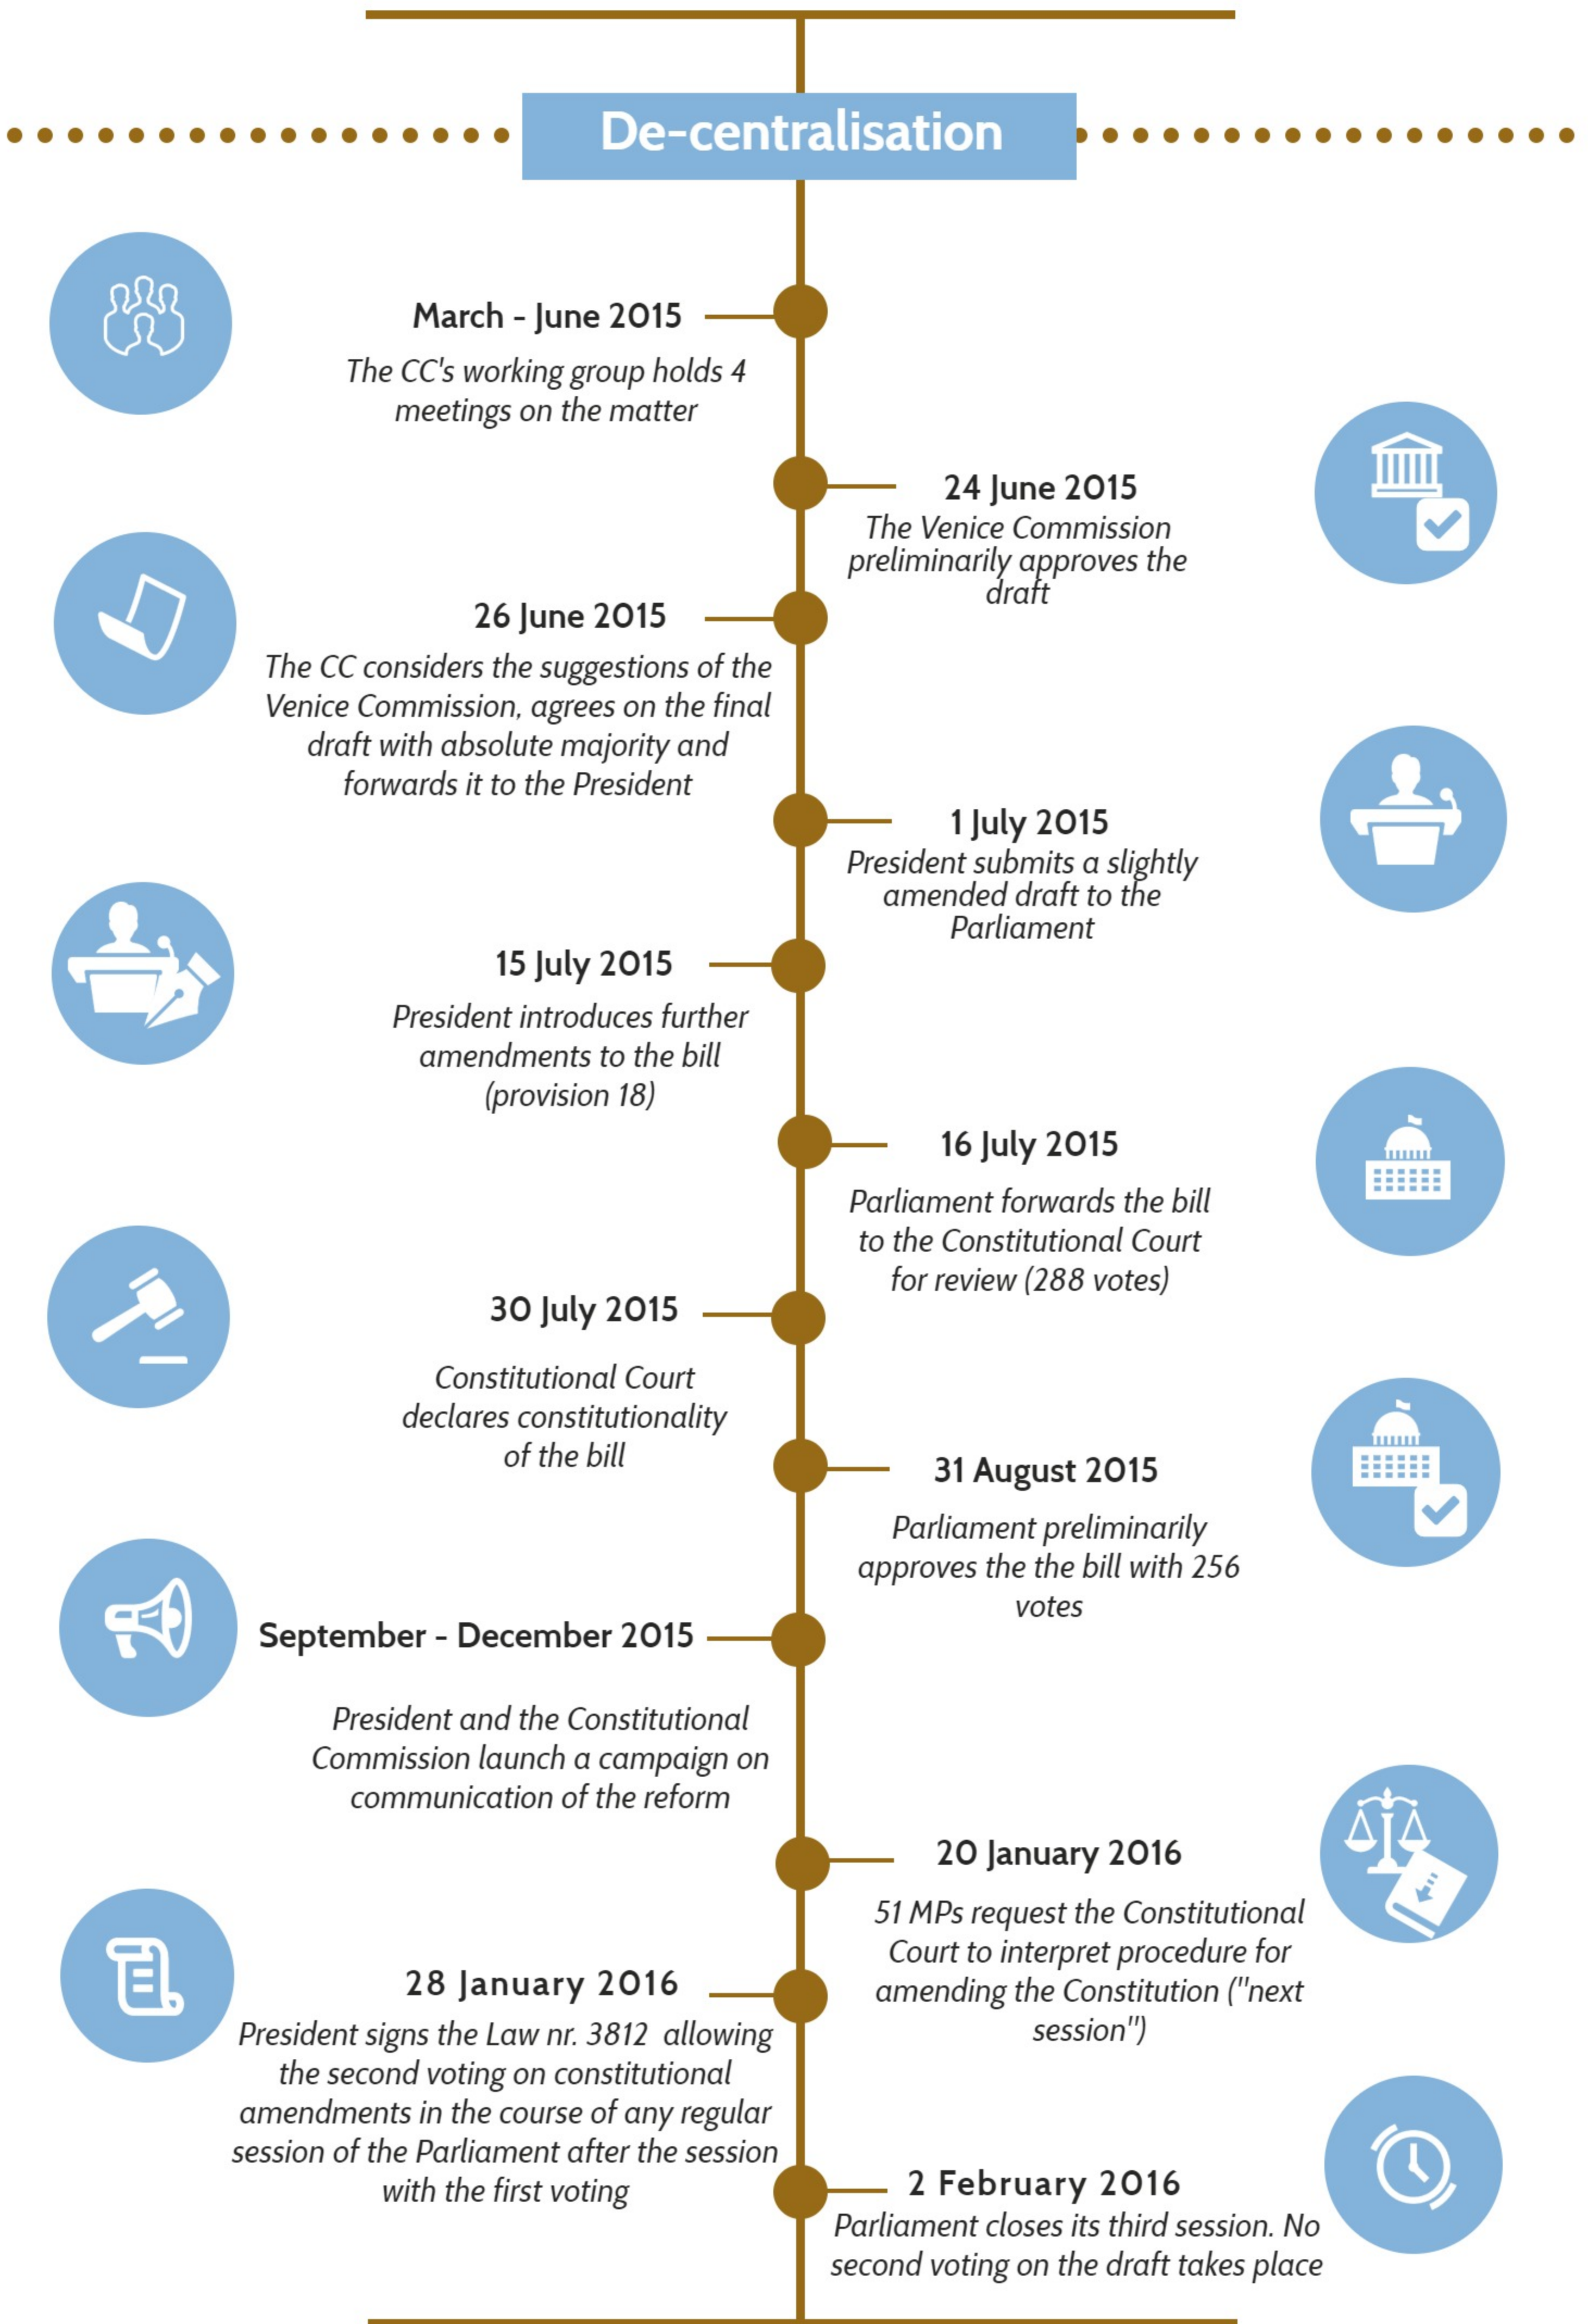 De-centralisation
March - June 2015
The CC's working group holds 4
meetings on the matter
24 June 2015
The Venice Commission
preliminarily approves the
draft
26 June 2015
The CC considers the suggestions of the
Venice Commission, agrees on the final
draft with absolute majority and
forwards it to the President
1 July 2015
President submits a slightly
amended draft to the
Parliament
15 July 2015
President introduces further
amendments to the bill
(provision 18)
16 July 2015
Parliament forwards the bill
to the Constitutional Court
for review (288 votes)
30 July 2015
Constitutional Court
declares constitutionality
of the bill
31 August 2015
Parliament preliminarily
approves the the bill with 256
votes
September - December 2015
President and the Constitutional
Commission launch a campaign on
communication of the reform
20 January 2016
51 MPs request the Constitutional
Court to interpret procedure for
amending the Constitution ("next
session")
28 January 2016
President signs the Law nr. 3812 allowing
the second voting on constitutional
amendments in the course of any regular
session of the Parliament after the session
with the first voting
2 February 2016
Parliament closes its third session. No
second voting on the draft takes place